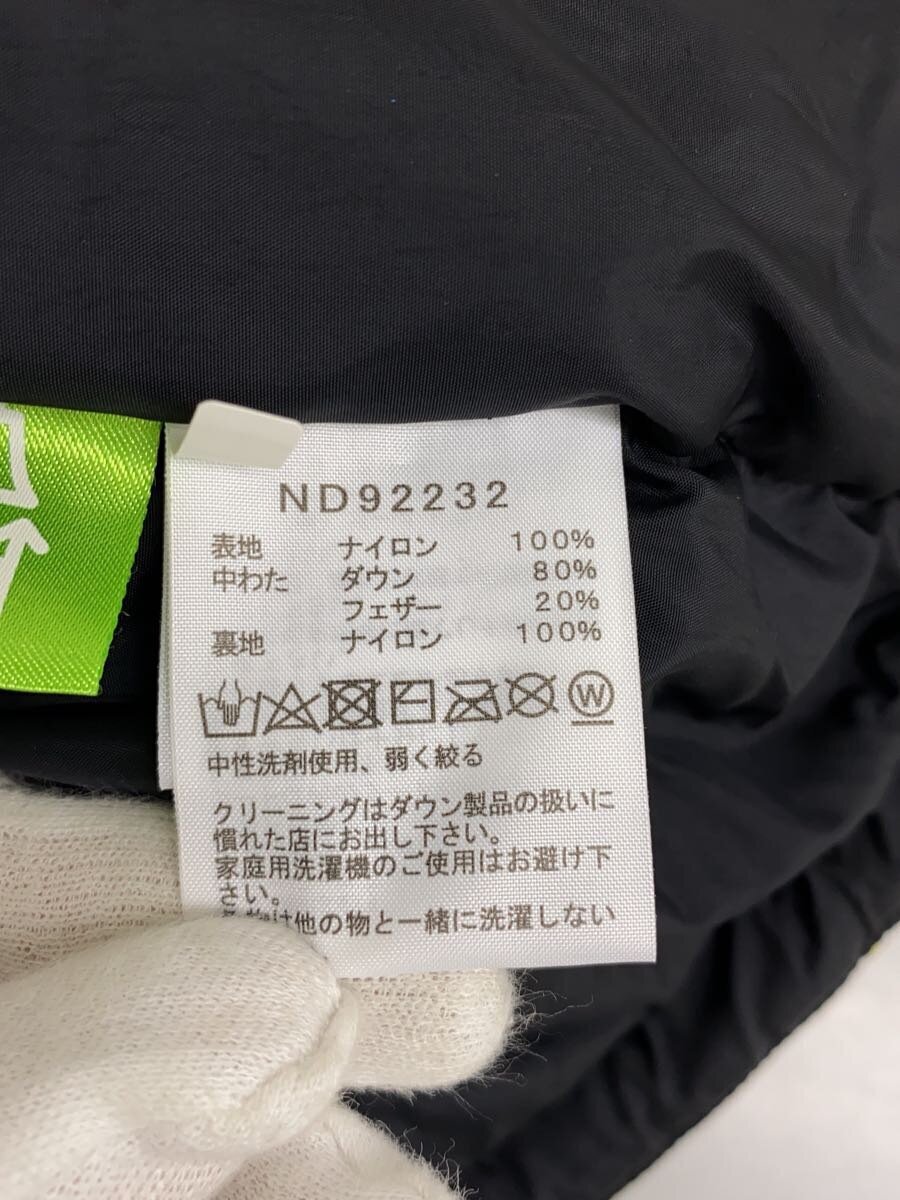 ND92232
表地 ナイロン 100%
中わた ダウン 80%
フェザー 20%
裏地 ナイロン 100%
W
中性洗剤使用、弱く絞る
クリーニングはダウン製品の扱いに
慣れた店にお出し下さい。
家庭用洗濯機のご使用はお避け下
さい。
は他の物と一緒に洗濯しない